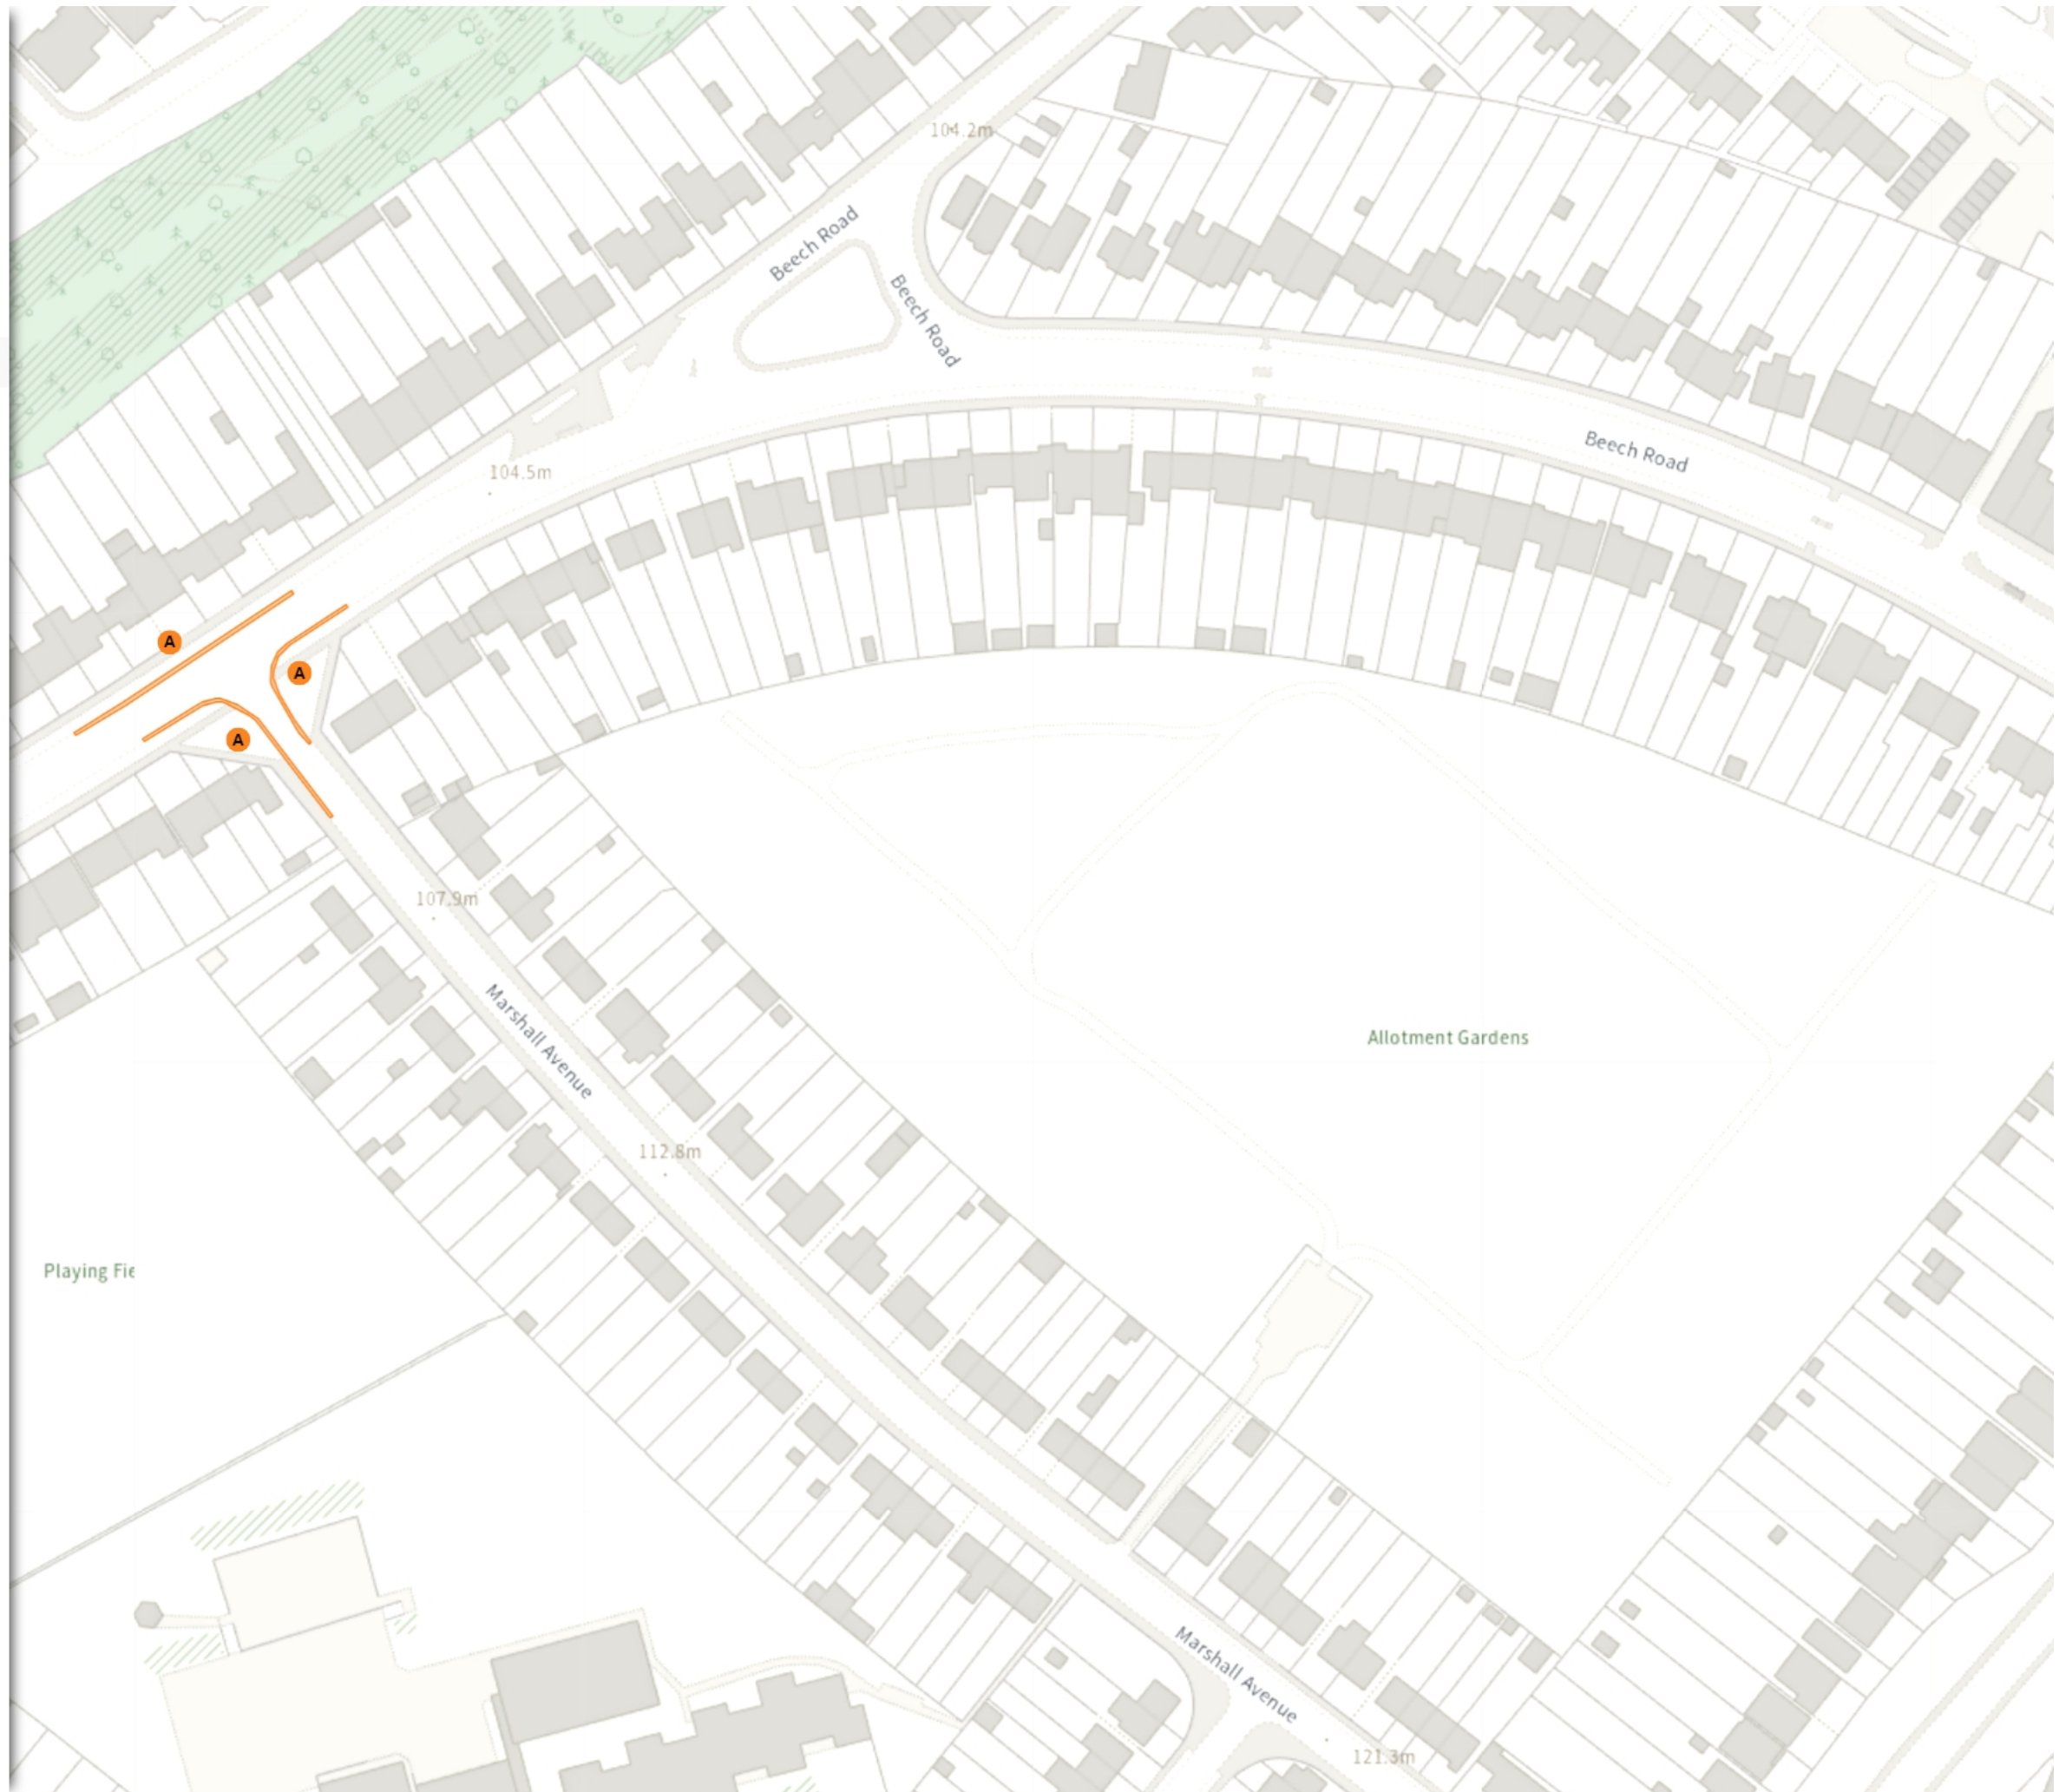 104.2m
Beech Road
Beech Road
Beech Road
104.5m
A
A
A
107.9m
Marshall Avenue
Allotment Gardens
112.8m
Playing Fie
Marshall Avenue
121.3m